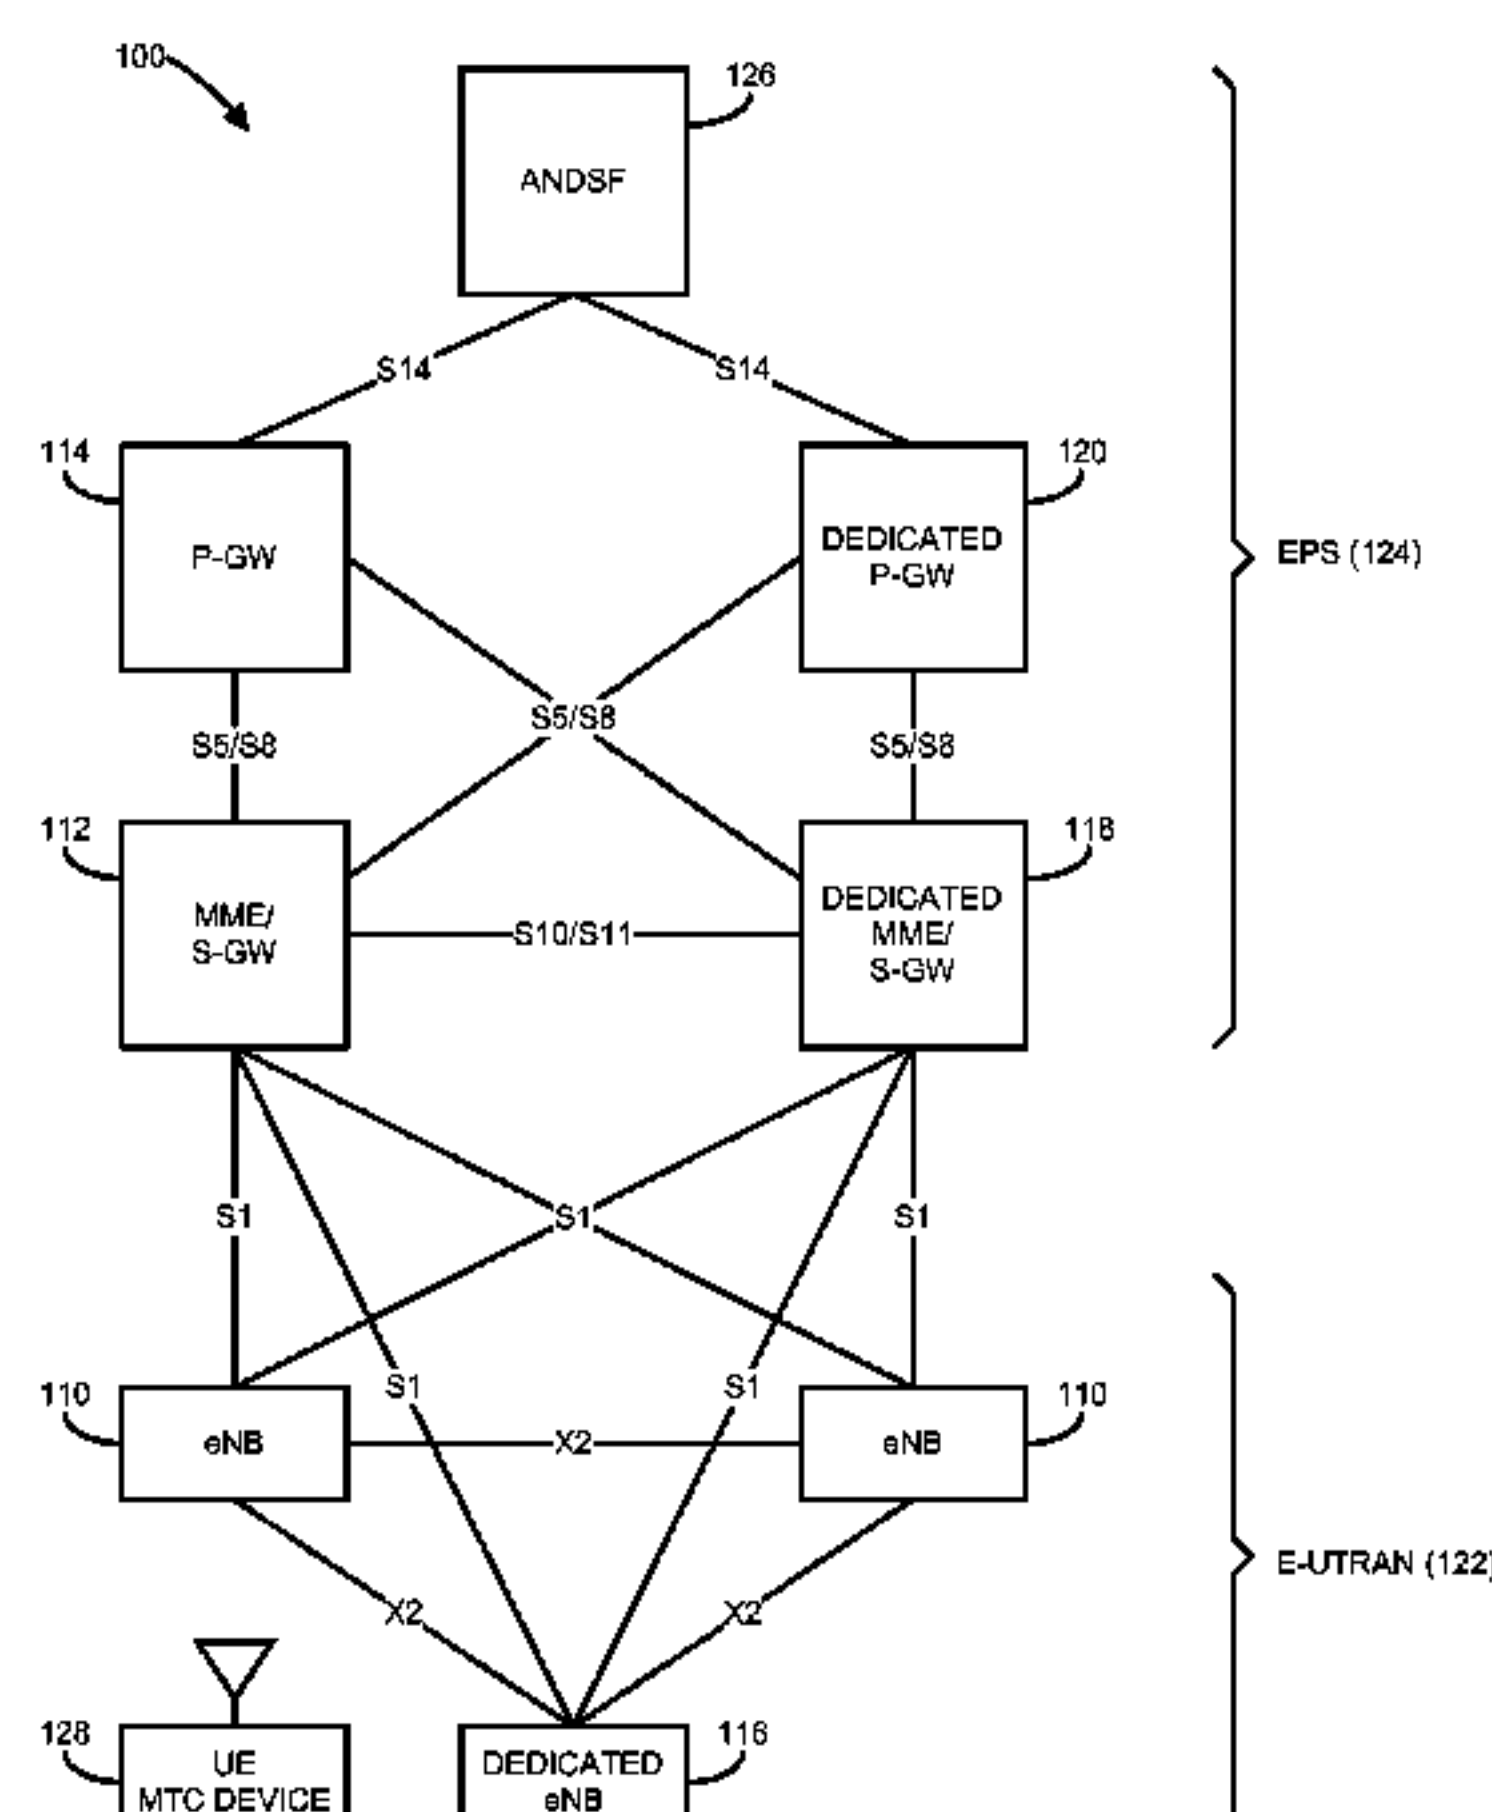 100
126
ANDSF
S14
S14
114
120
P-GW
DEDICATED
P-GW
EPS (124)
S5/S8
S5/S8
S5/S8
112
118
MME/
S-GW
DEDICATED
MME/
S-GW
S10/S11
S1
S1
S1
110
S1
S1
110
eNB
X2
eNB
E-UTRAN (122)
X2
X2
128
116
UE
MTC DEVICE
DEDICATED
eNB